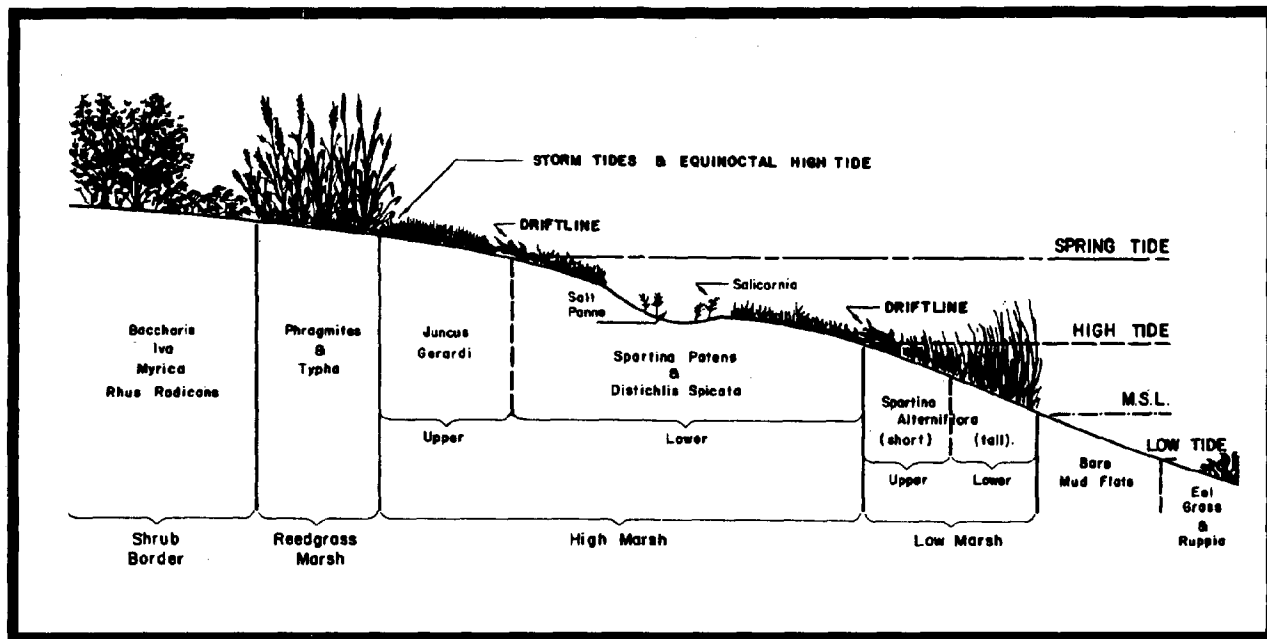 STORM TIDES & EQUINOCTAL HIGH TIDE
DRIFTLINE
SPRING TIDE
Salt
Panne
Salicornia
DRIFTLINE
HIGH TIDE
Baccharis
Iva
Myrica
Rhus Radicans
Phragmites
&
Typha
Juncus
Gerardi
Spartina Patens
&
Distichlis Spicata
M.S.L.
Spartina
Alterniflora
(short)
(tall).
Upper
Lower
LOW TIDE
Bare
Mud Flats
Upper
Lower
Eel
Grass
&
Ruppia
Shrub
Border
Reedgrass
Marsh
High Marsh
Low Marsh